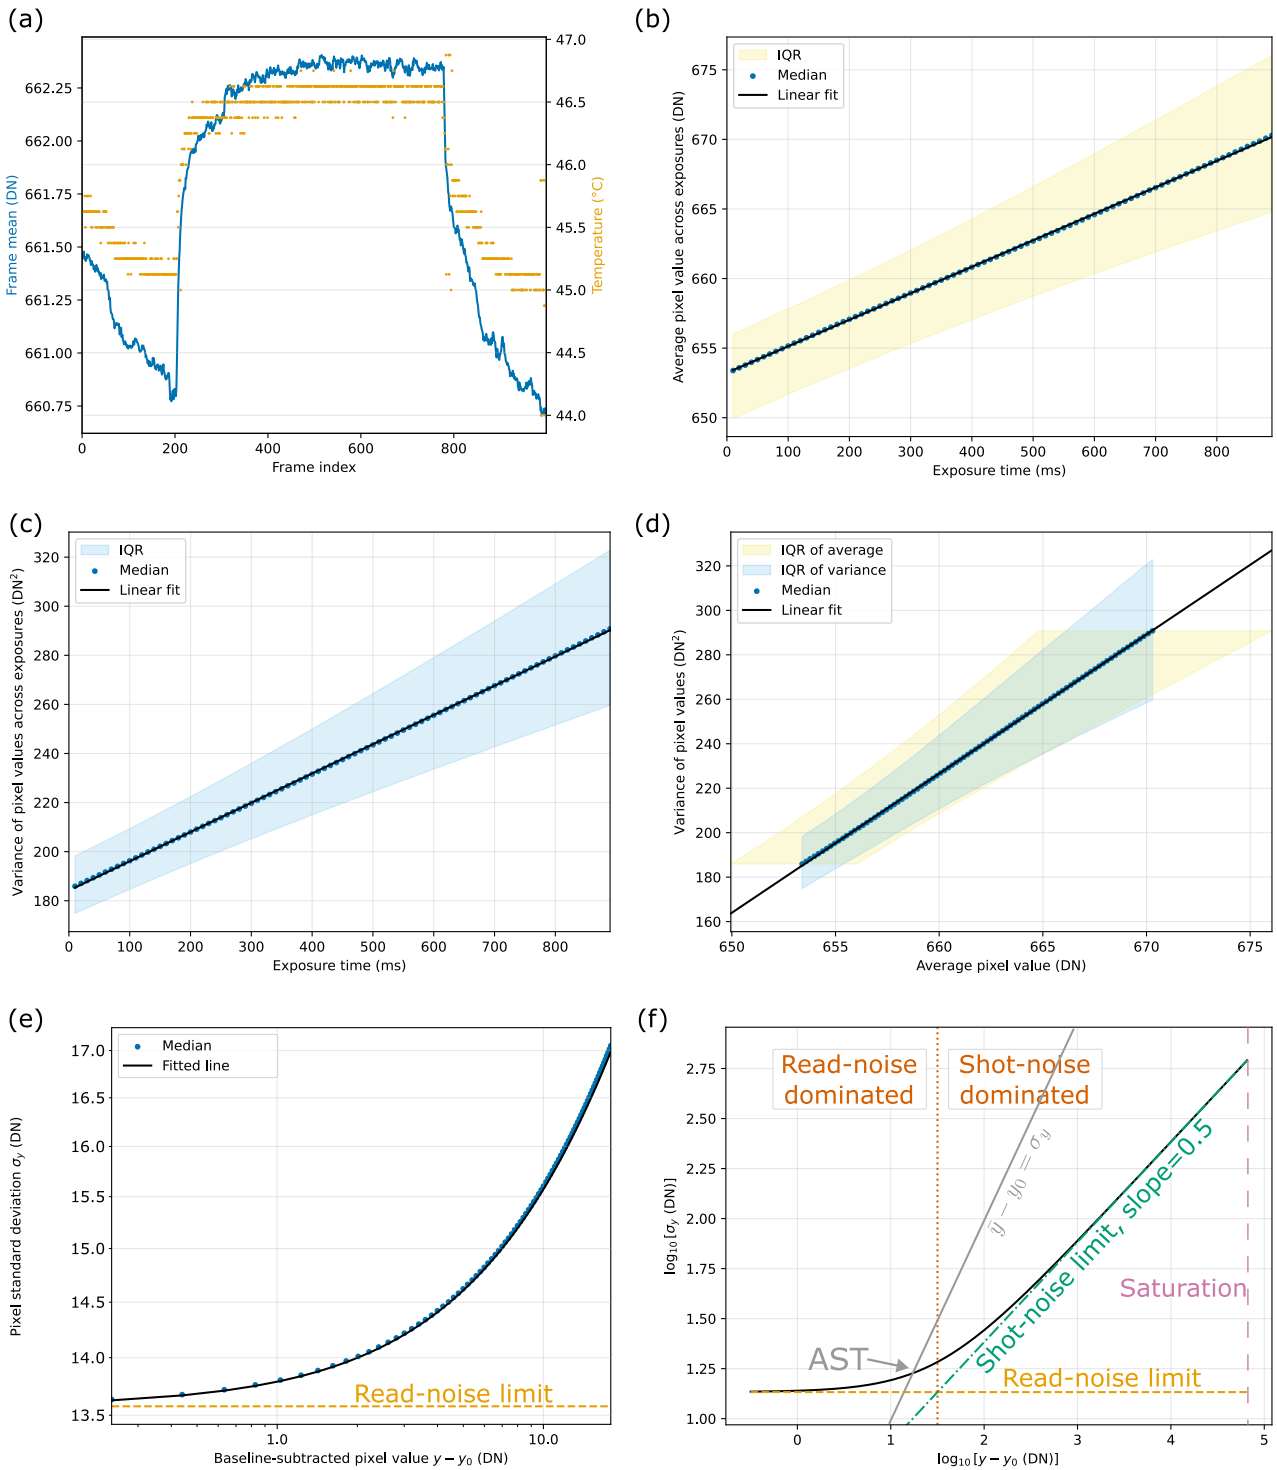 (a)
Frame mean (DN)
662.25
662.00
661.75
661.50
661.25
661.00
660.75
47.0
46.5
46.0
45.5
45.0
44.5
44.0
Temperature (°C)
0 200 400 600 800
Frame index
(b)
Average pixel value across exposures (DN)
675
670
665
660
655
650
IQR
Median
Linear fit
0 100 200 300 400 500 600 700 800
Exposure time (ms)
(c)
Variance of pixel values across exposures (DN²)
320
300
280
260
240
220
200
180
IQR
Median
Linear fit
0 100 200 300 400 500 600 700 800
Exposure time (ms)
(d)
Variance of pixel values (DN²)
320
300
280
260
240
220
200
180
160
IQR of average
IQR of variance
Median
Linear fit
650 655 660 665 670 675
Average pixel value (DN)
(e)
Pixel standard deviation σy (DN)
17.0
16.5
16.0
15.5
15.0
14.5
14.0
13.5
Median
Fitted line
Read-noise limit
1.0 10.0
Baseline-subtracted pixel value y − y0 (DN)
(f)
log10 [σy (DN)]
2.75
2.50
2.25
2.00
1.75
1.50
1.25
1.00
Read-noise
dominated
Shot-noise
dominated
ȳ − y0 = σy
Shot-noise limit, slope=0.5
Saturation
AST
Read-noise limit
0 1 2 3 4 5
log10 [y − y0 (DN)]